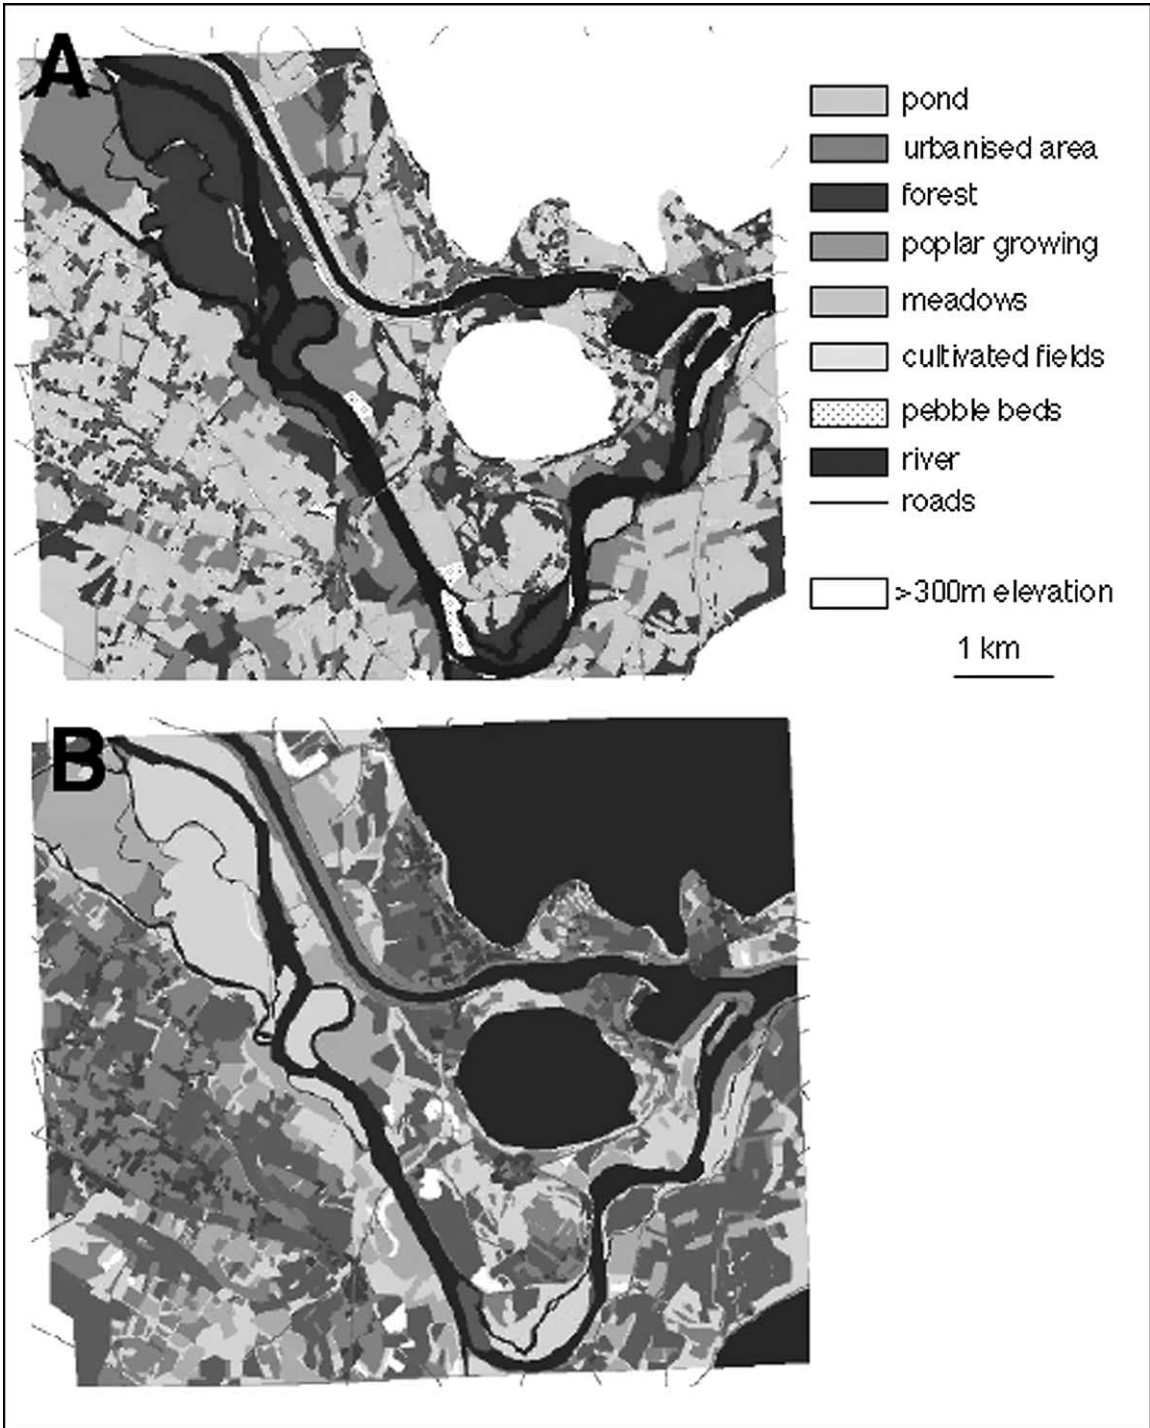 A
pond
urbanised area
forest
poplar growing
meadows
cultivated fields
pebble beds
river
roads
>300m elevation
1 km
B